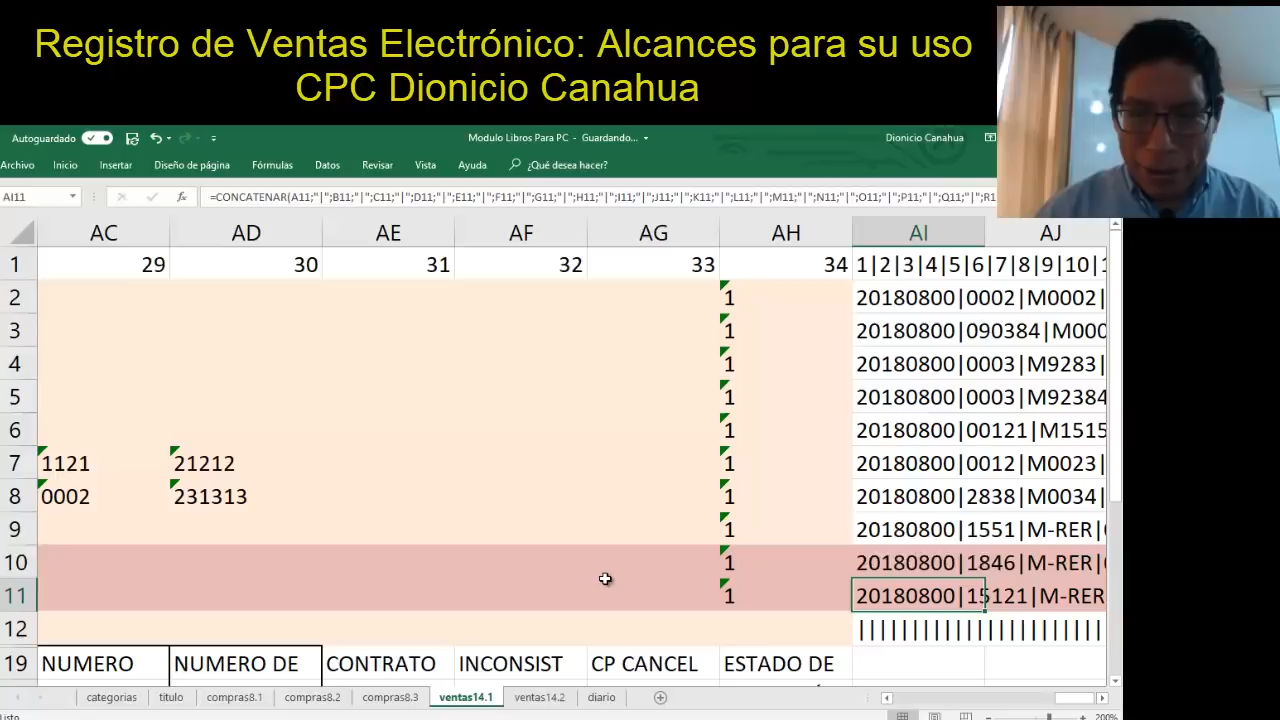 Registro de Ventas Electrónico: Alcances para su uso
CPC Dionicio Canahua
Autoguardado
Modulo Libros Para PC - Guardando...
Dionicio Canahua
Archivo Inicio Insertar Diseño de página Fórmulas Datos Revisar Vista Ayuda ¿Qué desea hacer?
AI11 fx =CONCATENAR(A11;"|";B11;"|";C11;"|";D11;"|";E11;"|";F11;"|";G11;"|";H11;"|";I11;"|";J11;"|";K11;"|";L11;"|";M11;"|";N11;"|";O11;"|";P11;"|";Q11;"|";R1
AC AD AE AF AG AH AI AJ
1 29 30 31 32 33 34 1|2|3|4|5|6|7|8|9|10|1
2 1 20180800|0002|M0002|
3 1 20180800|090384|M000
4 1 20180800|0003|M9283|
5 1 20180800|0003|M92384
6 1 20180800|00121|M1515
7 1121 21212 1 20180800|0012|M0023|
8 0002 231313 1 20180800|2838|M0034|
9 1 20180800|1551|M-RER|
10 1 20180800|1846|M-RER|
11 1 20180800|15121|M-RER
12 ||||||||||||||||||||
19 NUMERO NUMERO DE CONTRATO INCONSIST CP CANCEL ESTADO DE
categorias titulo compras8.1 compras8.2 compras8.3 ventas14.1 ventas14.2 diario
Listo 200%